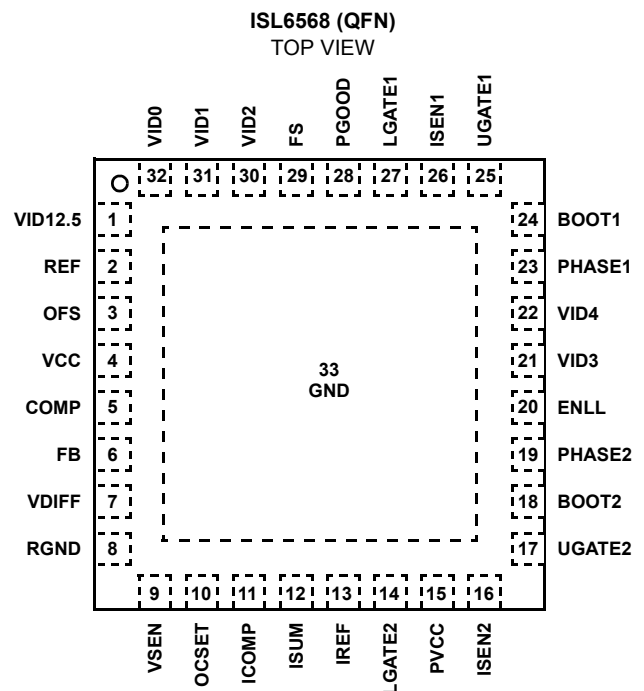 ISL6568 (QFN)
TOP VIEW
VID0
VID1
VID2
FS
PGOOD
LGATE1
ISEN1
UGATE1
32
31
30
29
28
27
26
25
VID12.5 1
24 BOOT1
REF 2
23 PHASE1
OFS 3
22 VID4
VCC 4
21 VID3
COMP 5
20 ENLL
FB 6
19 PHASE2
VDIFF 7
18 BOOT2
RGND 8
17 UGATE2
33
GND
9
10
11
12
13
14
15
16
VSEN
OCSET
ICOMP
ISUM
IREF
LGATE2
PVCC
ISEN2